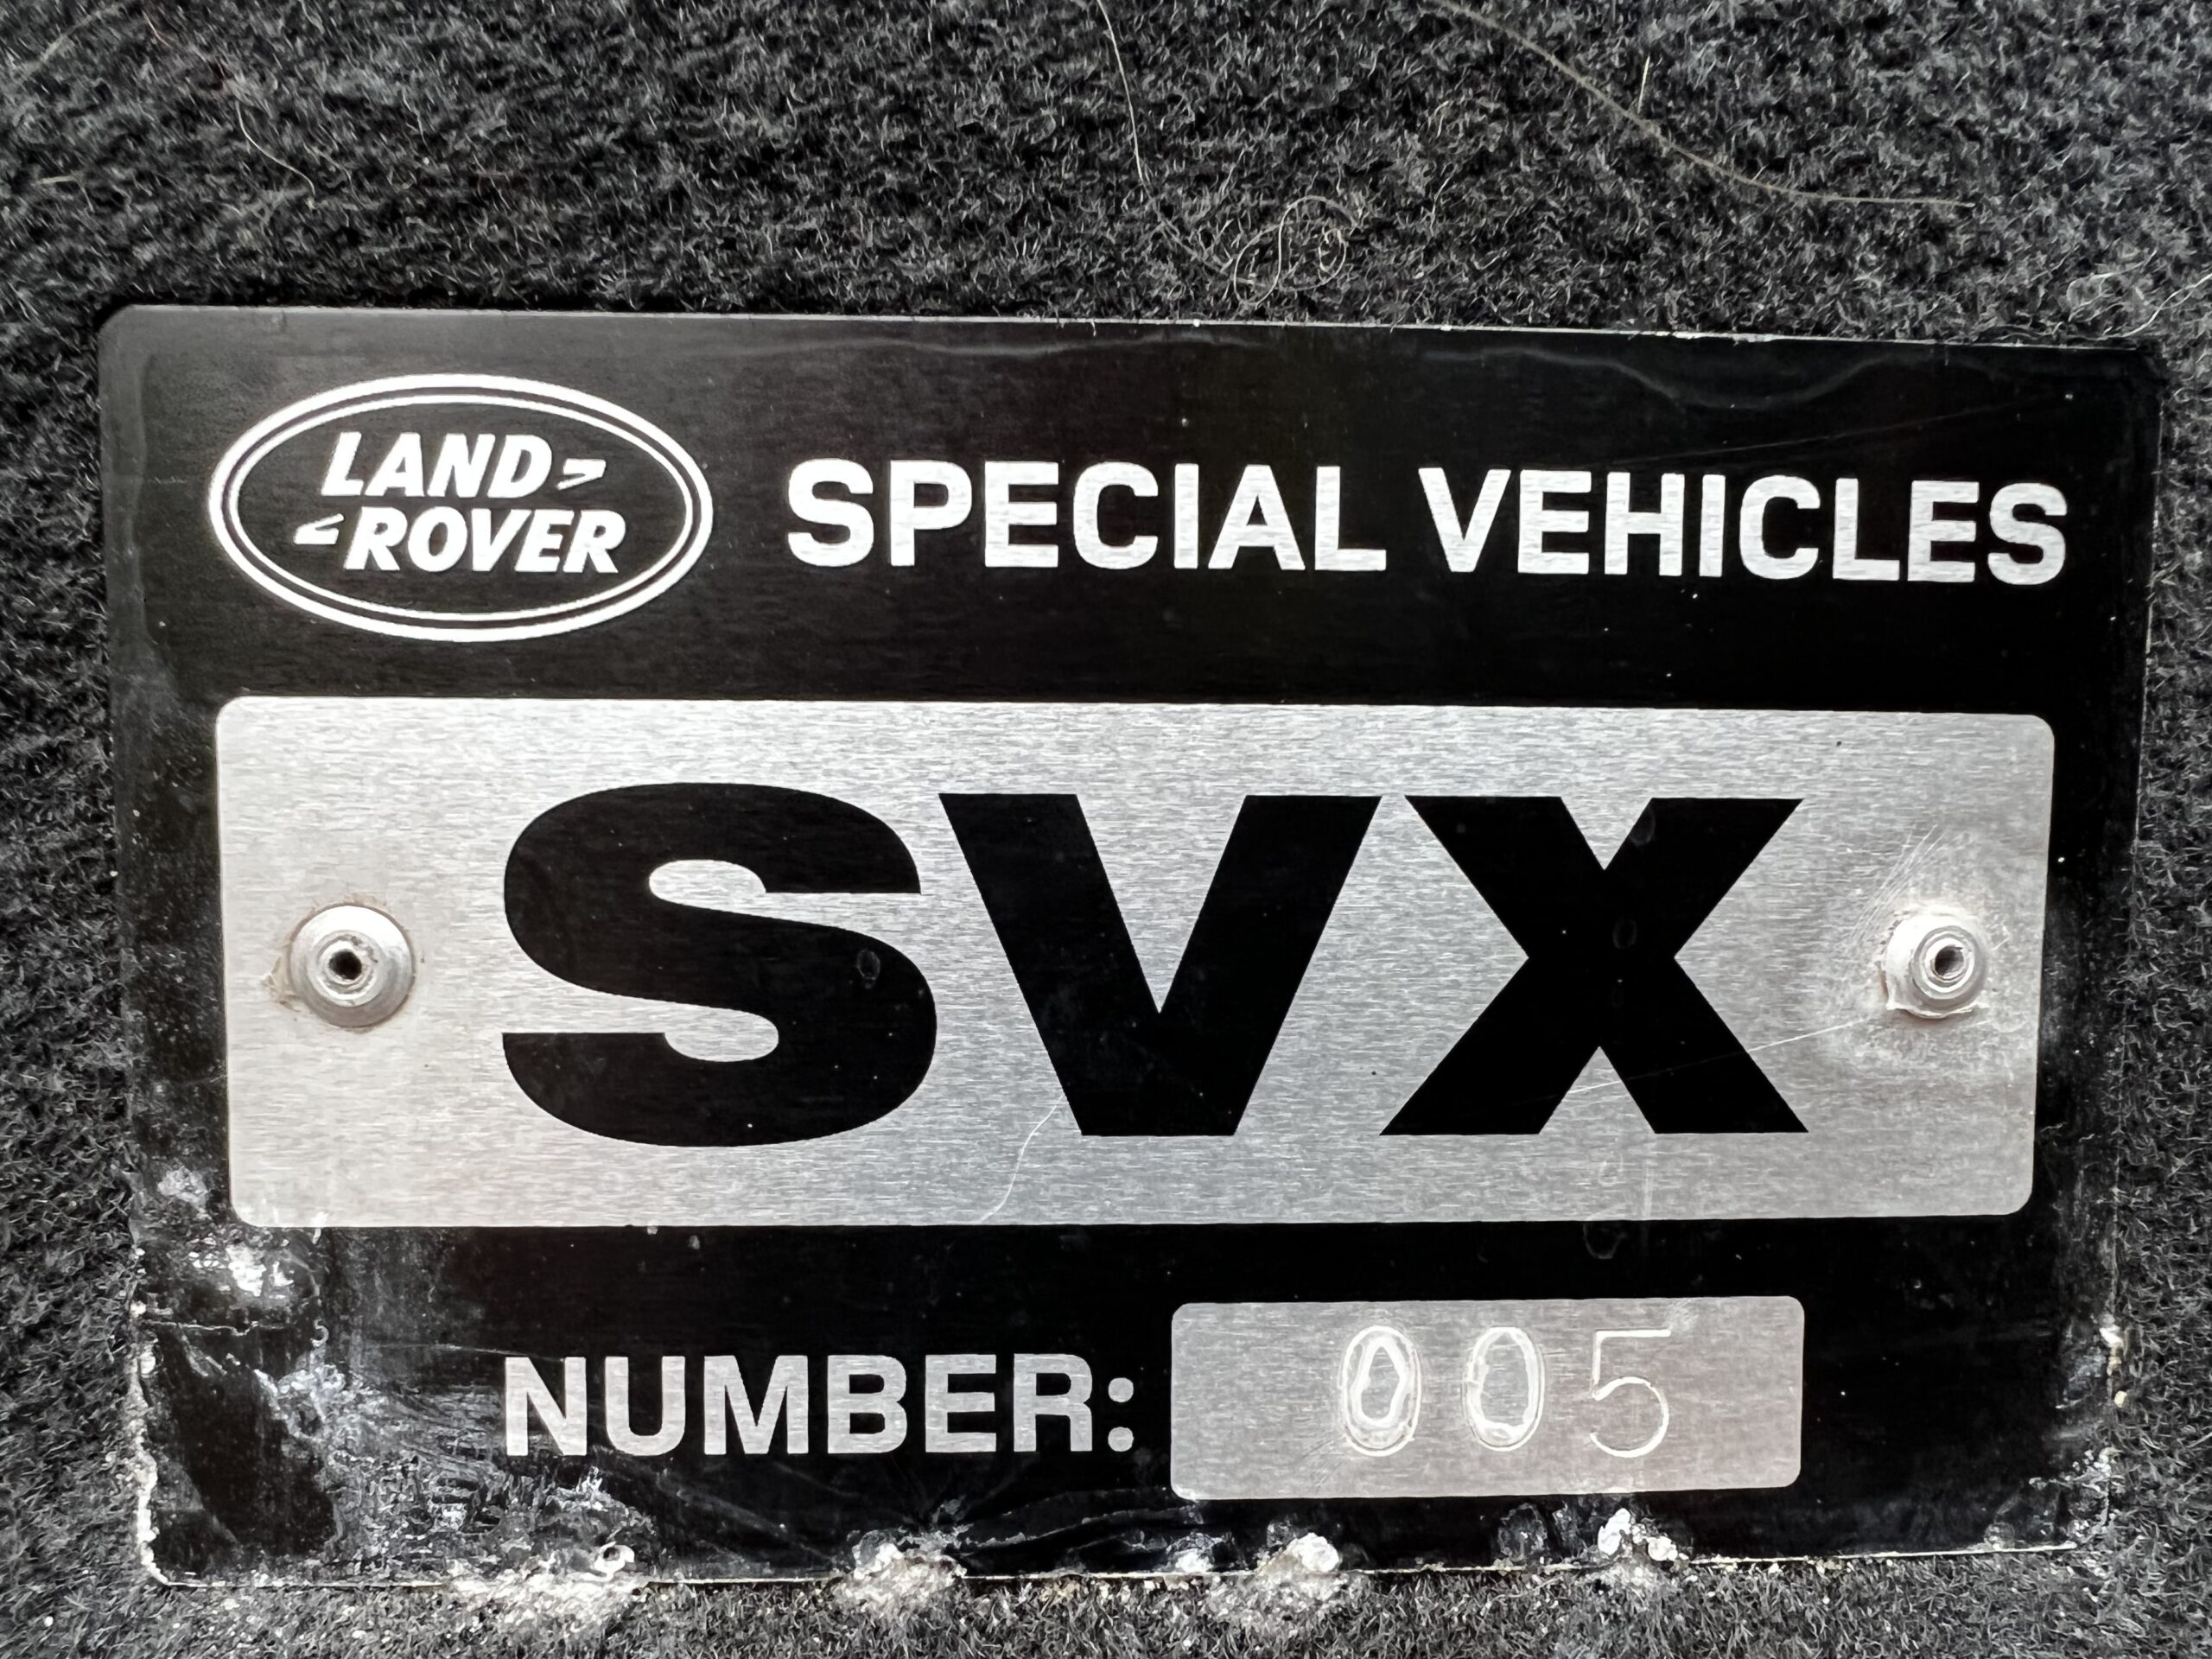 LAND
ROVER
SPECIAL VEHICLES
SVX
NUMBER: 005